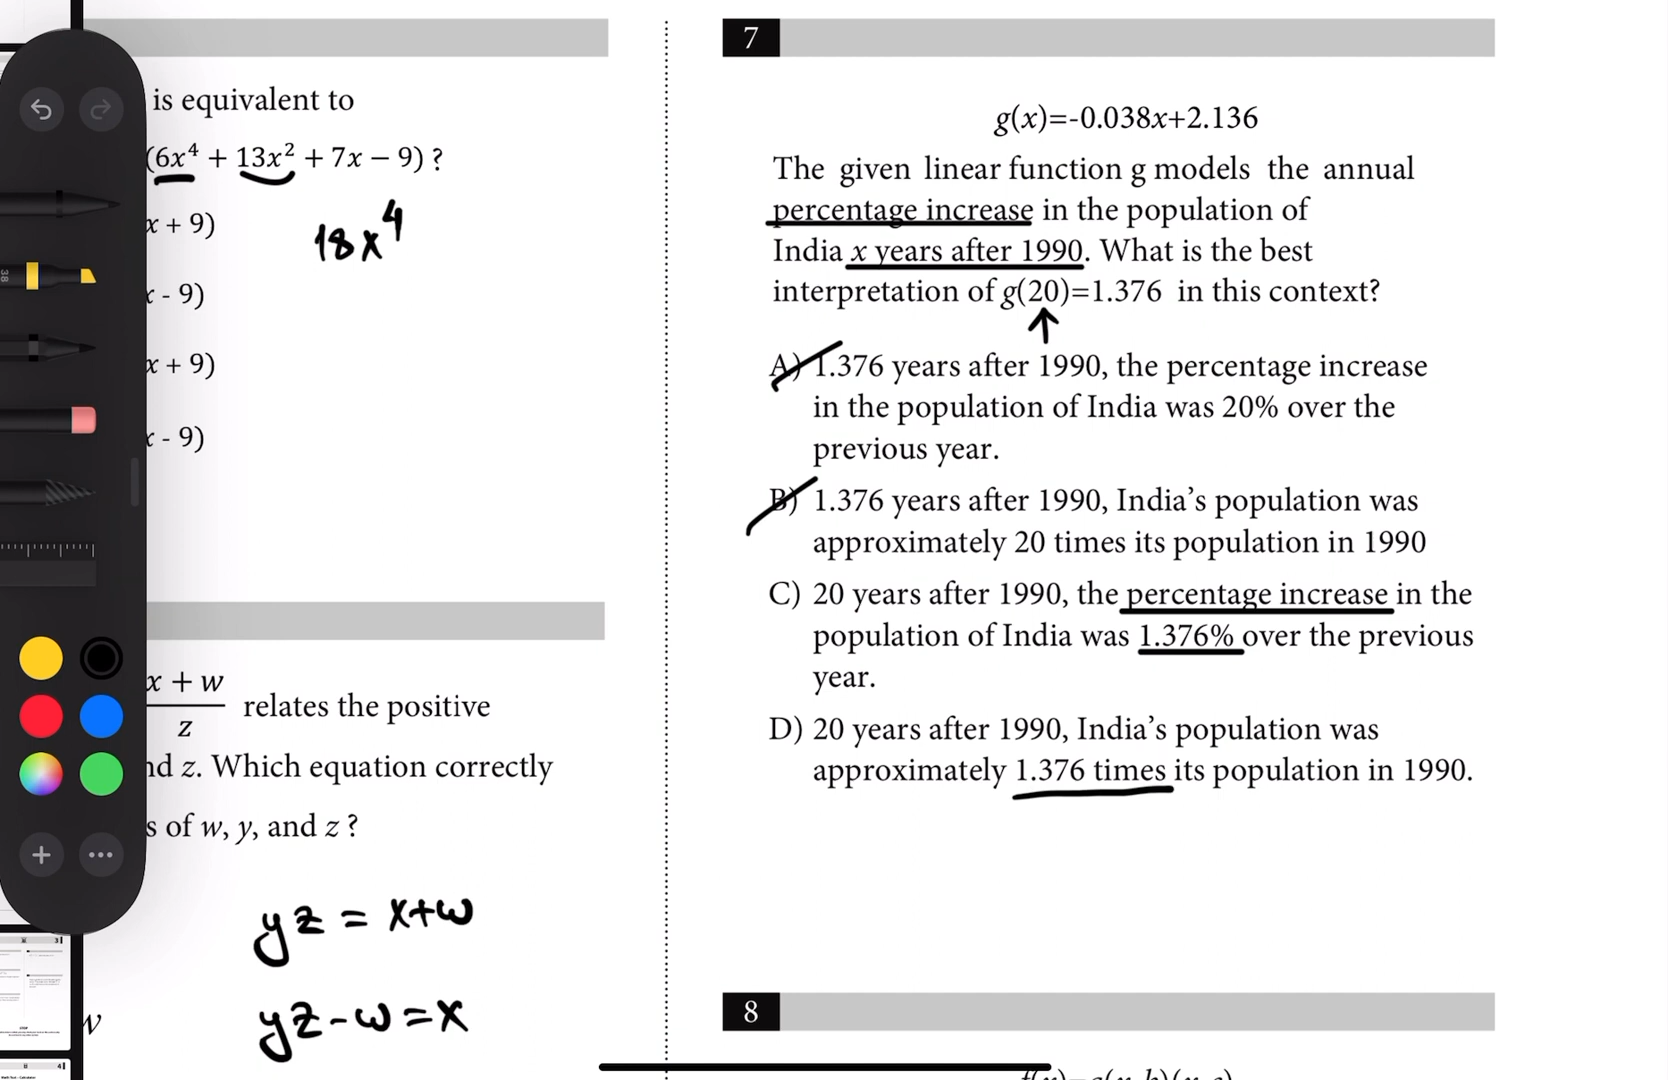 is equivalent to
(6x⁴ + 13x² + 7x − 9) ?
x + 9)
18x⁴
x - 9)
x + 9)
x - 9)
x + w
z
relates the positive
nd z. Which equation correctly
s of w, y, and z ?
yz = x+w
yz-w=x
w
7
g(x)=-0.038x+2.136
The given linear function g models the annual
percentage increase in the population of
India x years after 1990. What is the best
interpretation of g(20)=1.376 in this context?
A) 1.376 years after 1990, the percentage increase
in the population of India was 20% over the
previous year.
B) 1.376 years after 1990, India’s population was
approximately 20 times its population in 1990
C) 20 years after 1990, the percentage increase in the
population of India was 1.376% over the previous
year.
D) 20 years after 1990, India’s population was
approximately 1.376 times its population in 1990.
8